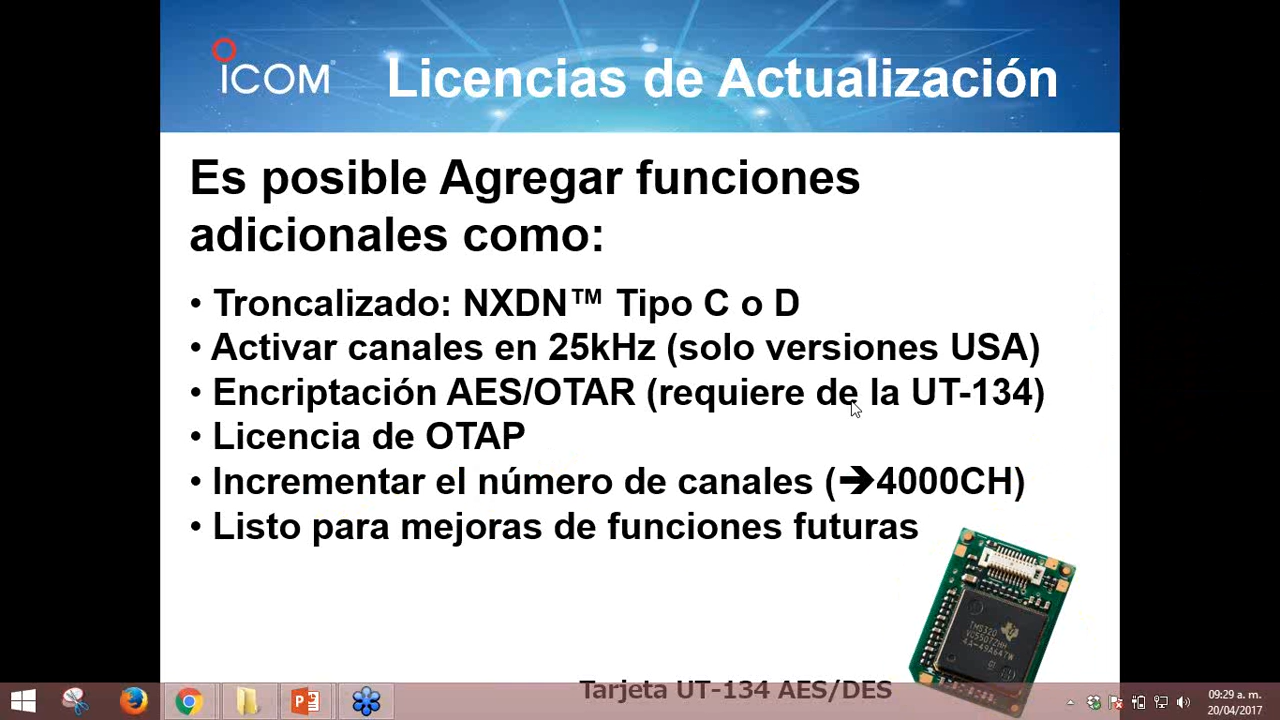 ICOM
Licencias de Actualización
Es posible Agregar funciones
adicionales como:
• Troncalizado: NXDN™ Tipo C o D
• Activar canales en 25kHz (solo versiones USA)
• Encriptación AES/OTAR (requiere de la UT-134)
• Licencia de OTAP
• Incrementar el número de canales (➔4000CH)
• Listo para mejoras de funciones futuras
TMS320
Tarjeta UT-134 AES/DES
09:29 a. m.
20/04/2017